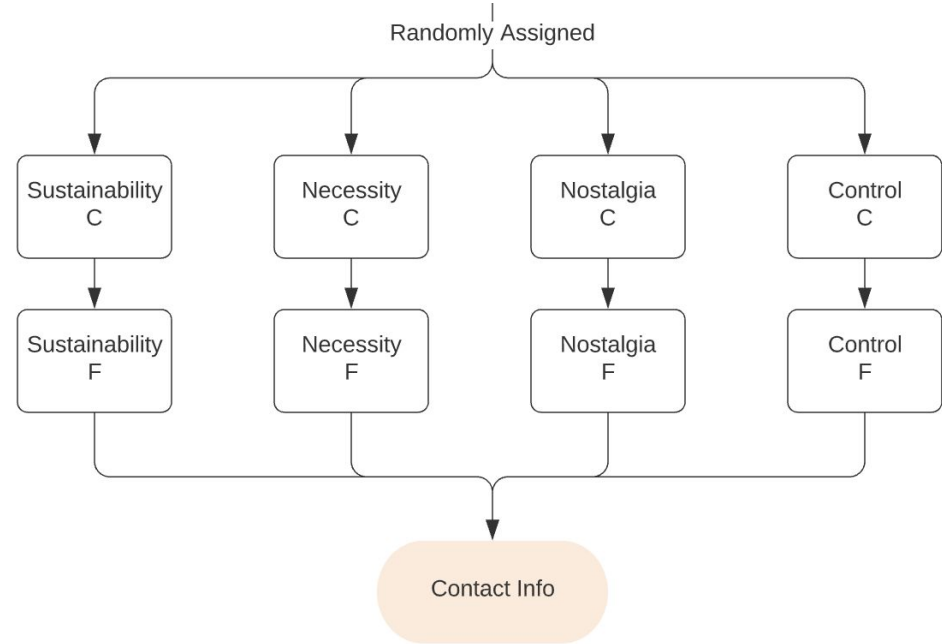 Randomly Assigned
Sustainability
C
Necessity
C
Nostalgia
C
Control
C
Sustainability
F
Necessity
F
Nostalgia
F
Control
F
Contact Info